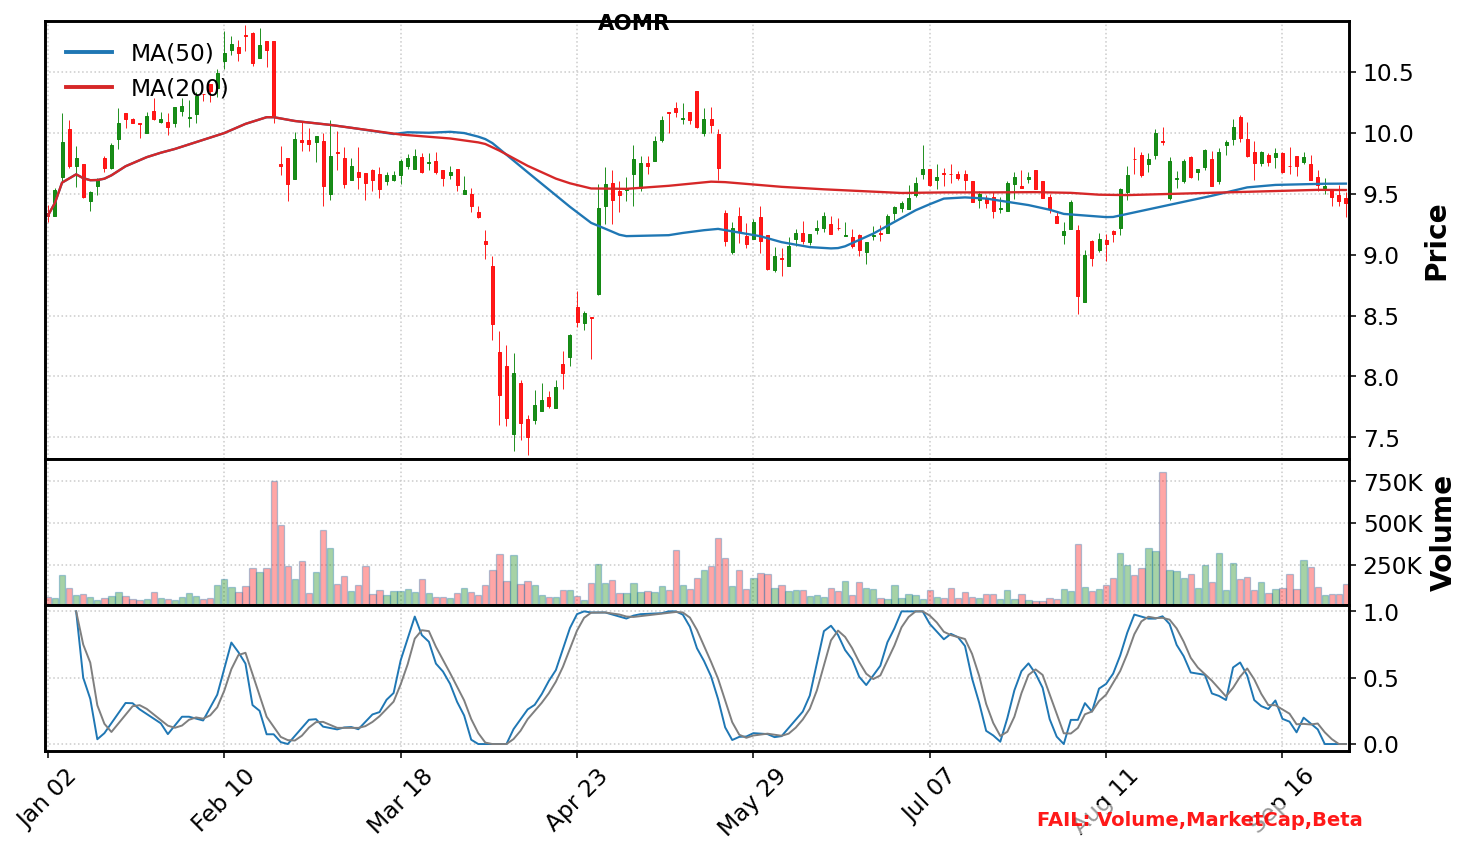 AOMR
MA(50)
MA(200)
10.5
10.0
9.5
9.0
8.5
8.0
7.5
Price
750K
500K
250K
Volume
1.0
0.5
0.0
Jan 02
Feb 10
Mar 18
Apr 23
May 29
Jul 07
Aug 11
Sep 16
FAIL: Volume,MarketCap,Beta